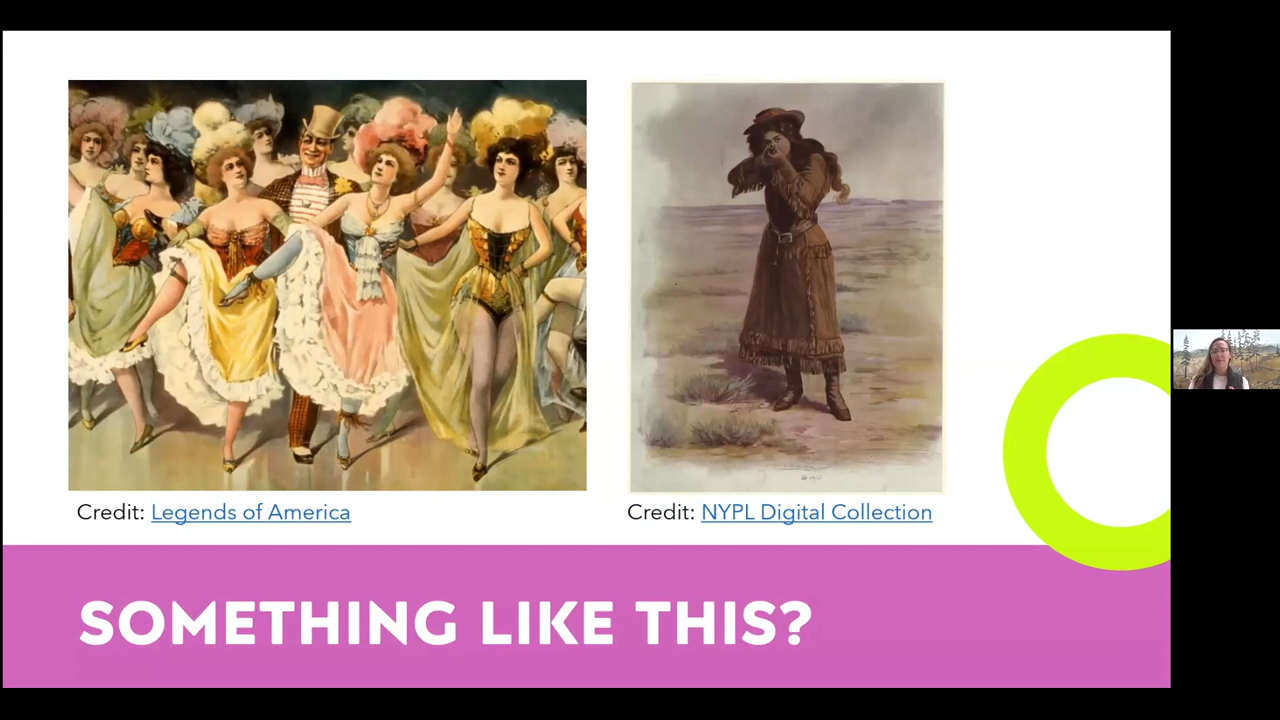 Credit: Legends of America
Credit: NYPL Digital Collection
SOMETHING LIKE THIS?